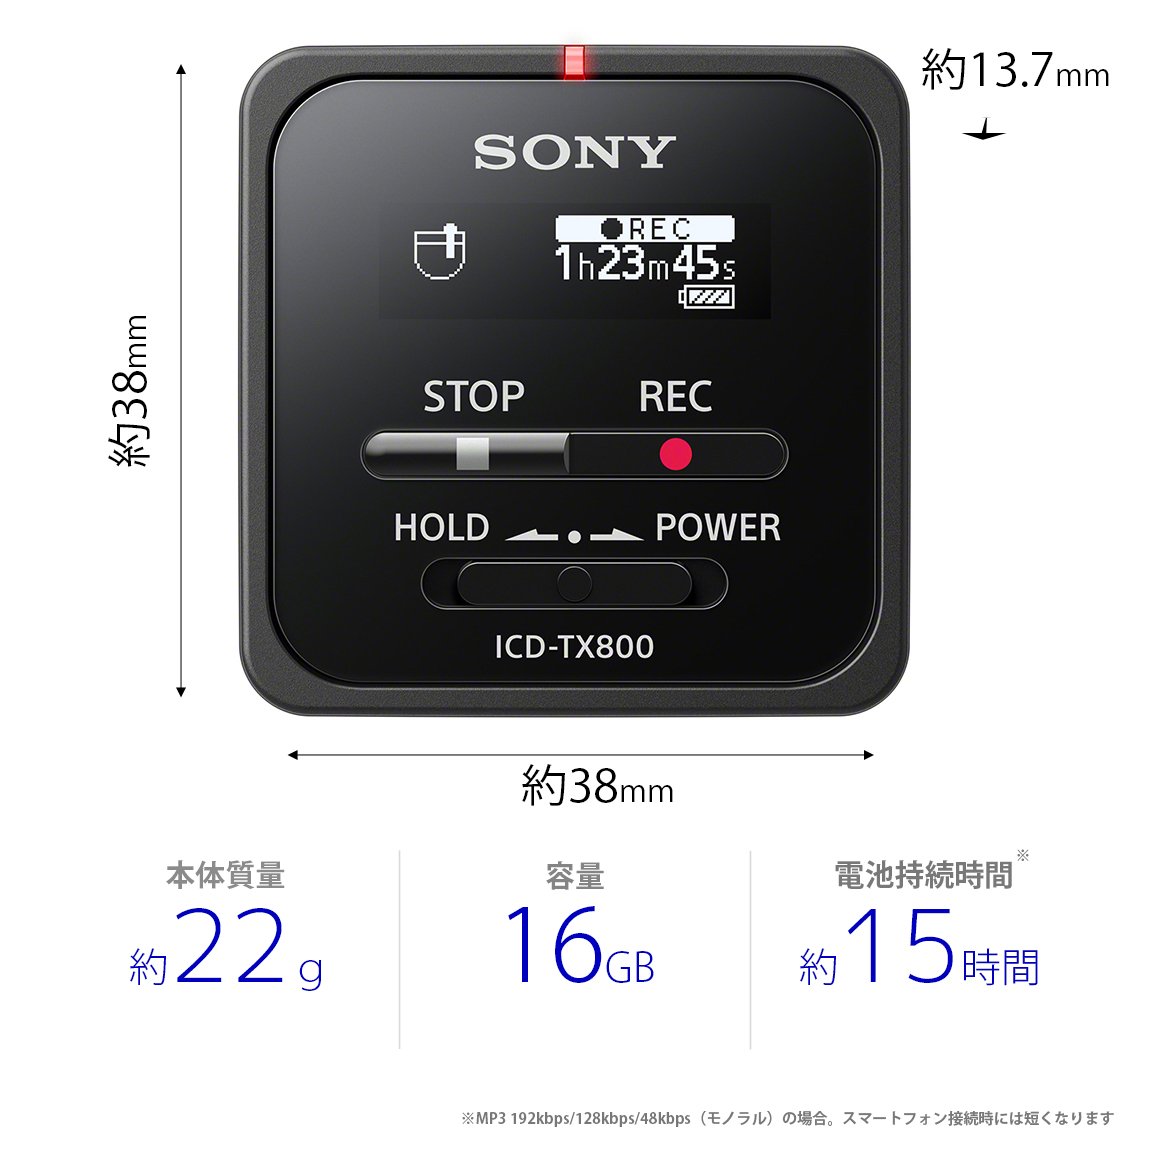 約13.7mm
SONY
●REC
1h23m45s
約38mm
STOP REC
HOLD POWER
ICD-TX800
約38mm
本体質量
約22g
容量
16GB
電池持続時間※
約15時間
※MP3 192kbps/128kbps/48kbps（モノラル）の場合。スマートフォン接続時には短くなります